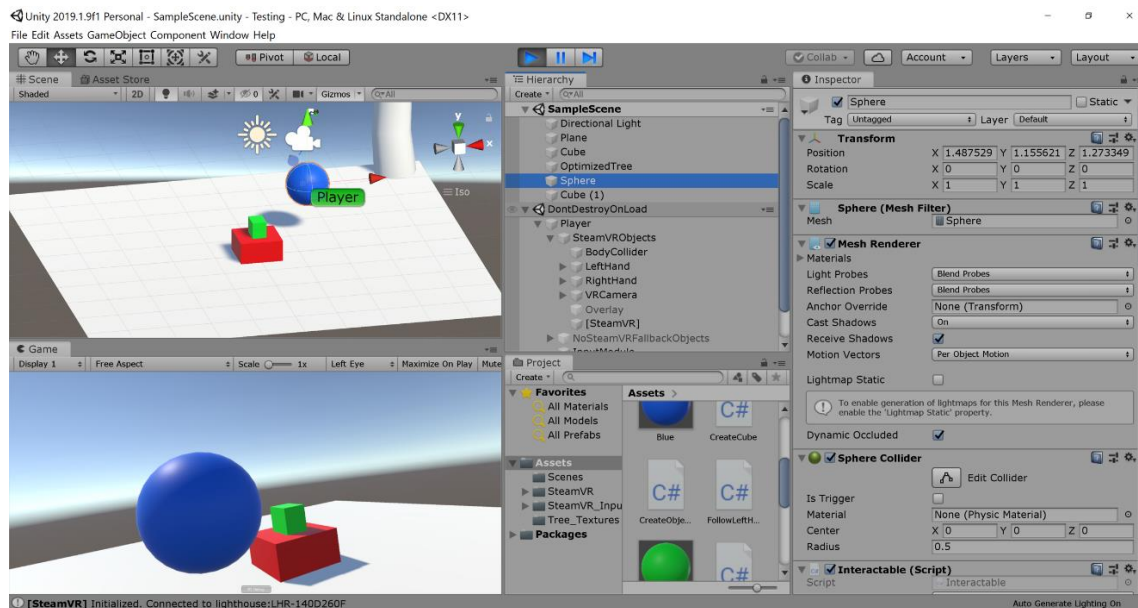 Unity 2019.1.9f1 Personal - SampleScene.unity - Testing - PC, Mac & Linux Standalone <DX11>
File Edit Assets GameObject Component Window Help
Pivot Local Collab Account Layers Layout
Scene Asset Store
Shaded 2D 0 Gizmos All
y
x
Iso
Player
Game
Display 1 Free Aspect Scale 1x Left Eye Maximize On Play Mute
Hierarchy
Create All
SampleScene
Directional Light
Plane
Cube
OptimizedTree
Sphere
Cube (1)
DontDestroyOnLoad
Player
SteamVRObjects
BodyCollider
LeftHand
RightHand
VRCamera
Overlay
[SteamVR]
NoSteamVRFallbackObjects
InputModule
Project
Create
Favorites
All Materials
All Models
All Prefabs
Assets
Scenes
SteamVR
SteamVR_Inpu
Tree_Textures
Packages
Assets
C#
Blue CreateCube
C# C#
CreateObje... FollowLeftH...
C#
Inspector
Sphere Static
Tag Untagged Layer Default
Transform
Position X 1.487529 Y 1.155621 Z 1.273349
Rotation X 0 Y 0 Z 0
Scale X 1 Y 1 Z 1
Sphere (Mesh Filter)
Mesh Sphere
Mesh Renderer
Materials
Light Probes Blend Probes
Reflection Probes Blend Probes
Anchor Override None (Transform)
Cast Shadows On
Receive Shadows
Motion Vectors Per Object Motion
Lightmap Static
To enable generation of lightmaps for this Mesh Renderer, please
enable the 'Lightmap Static' property.
Dynamic Occluded
Sphere Collider
Edit Collider
Is Trigger
Material None (Physic Material)
Center X 0 Y 0 Z 0
Radius 0.5
Interactable (Script)
Script Interactable
[SteamVR] Initialized. Connected to lighthouse:LHR-140D260F
Auto Generate Lighting On